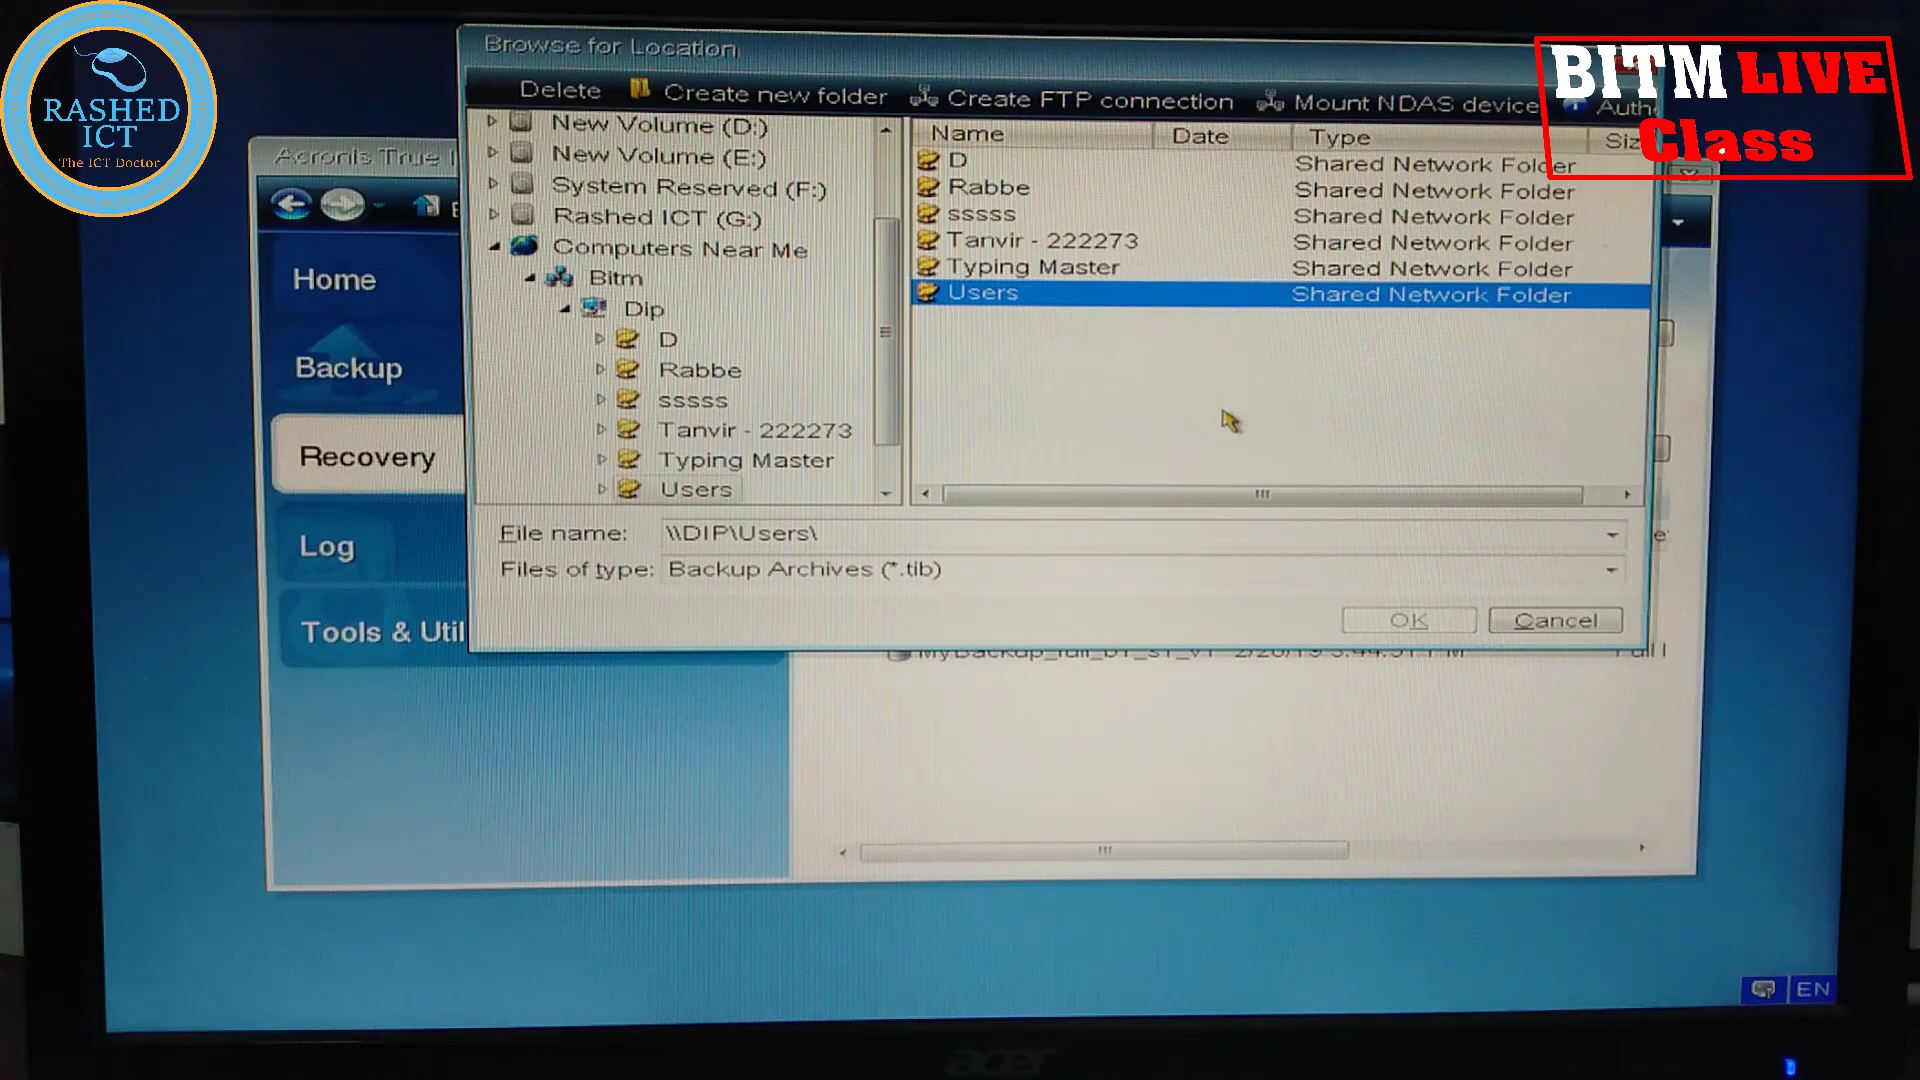 RASHED
ICT
The ICT Doctor
BITM LIVE
Class
Browse for Location
Delete Create new folder Create FTP connection Mount NDAS device
New Volume (D:)
New Volume (E:)
System Reserved (F:)
Rashed ICT (G:)
Computers Near Me
Bitm
Dip
D
Rabbe
sssss
Tanvir - 222273
Typing Master
Users
Name Date Type
D Shared Network Folder
Rabbe Shared Network Folder
sssss Shared Network Folder
Tanvir - 222273 Shared Network Folder
Typing Master Shared Network Folder
Users Shared Network Folder
File name: \\DIP\Users\
Files of type: Backup Archives (*.tib)
OK Cancel
Acronis True
Home
Backup
Recovery
Log
Tools & Util
EN
acer